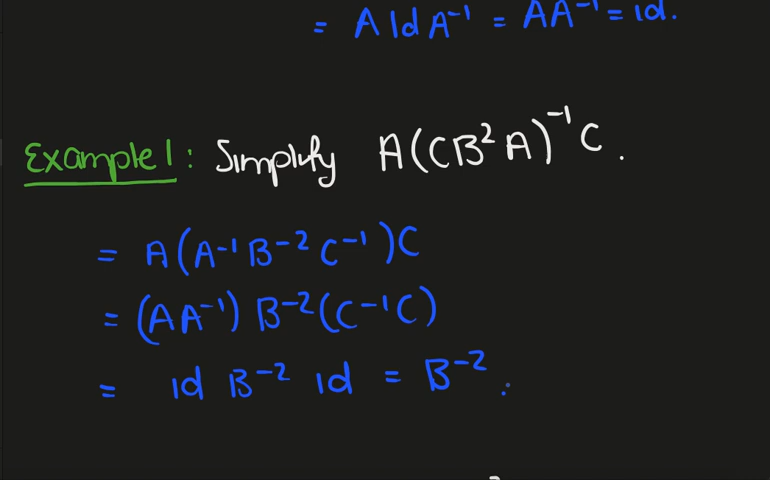 = A Id A⁻¹ = AA⁻¹ = id.
Example 1: Simplify A(CB²A)⁻¹C.
= A(A⁻¹B⁻²C⁻¹)C
= (AA⁻¹)B⁻²(C⁻¹C)
= id B⁻² id = B⁻².